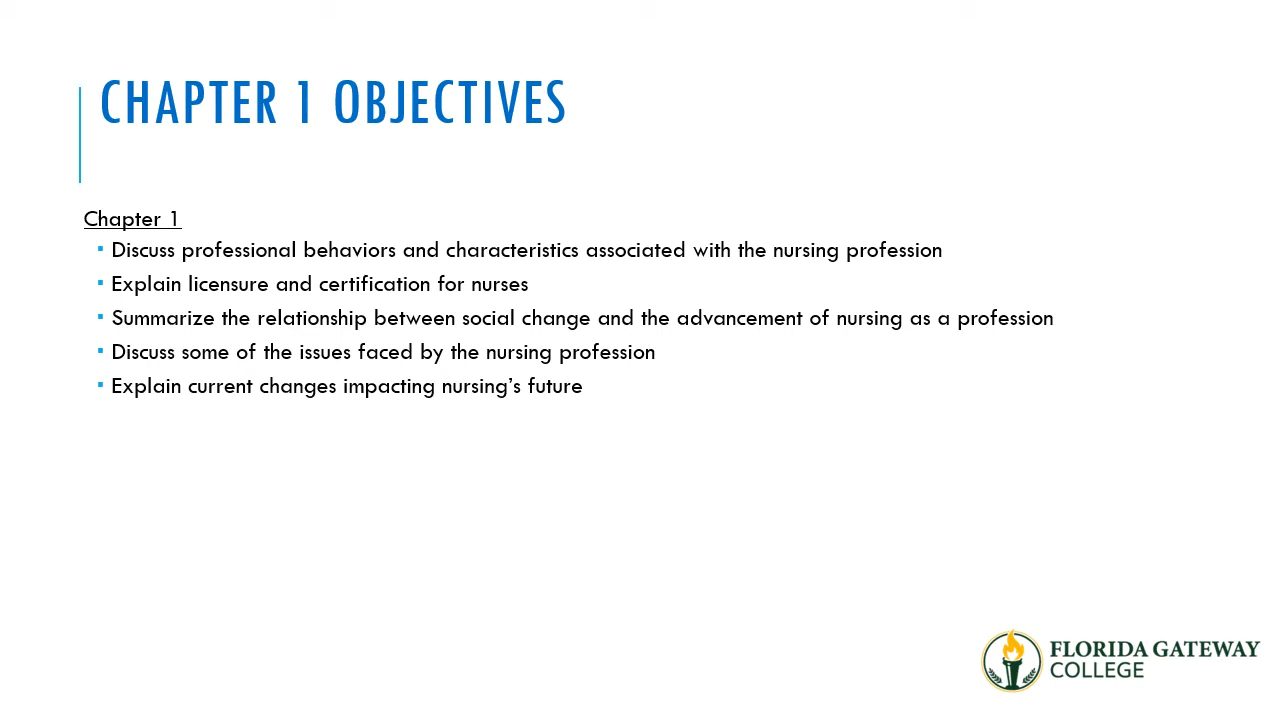 CHAPTER 1 OBJECTIVES
Chapter 1
▪ Discuss professional behaviors and characteristics associated with the nursing profession
▪ Explain licensure and certification for nurses
▪ Summarize the relationship between social change and the advancement of nursing as a profession
▪ Discuss some of the issues faced by the nursing profession
▪ Explain current changes impacting nursing’s future
FLORIDA GATEWAY
COLLEGE